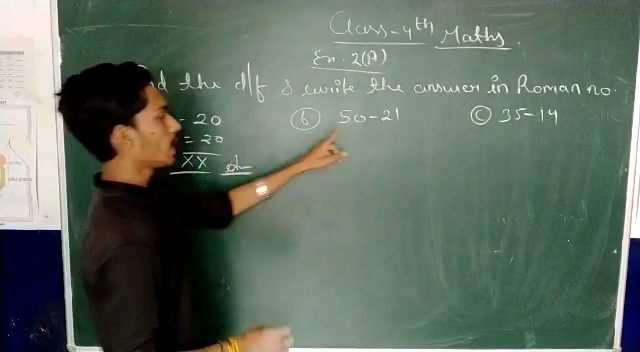 Class-4th Maths.
Ex. 2(A)
d the d/f & write the answer in Roman no.
- 20
(b) 50-21
(c) 35-14
= 20
XX